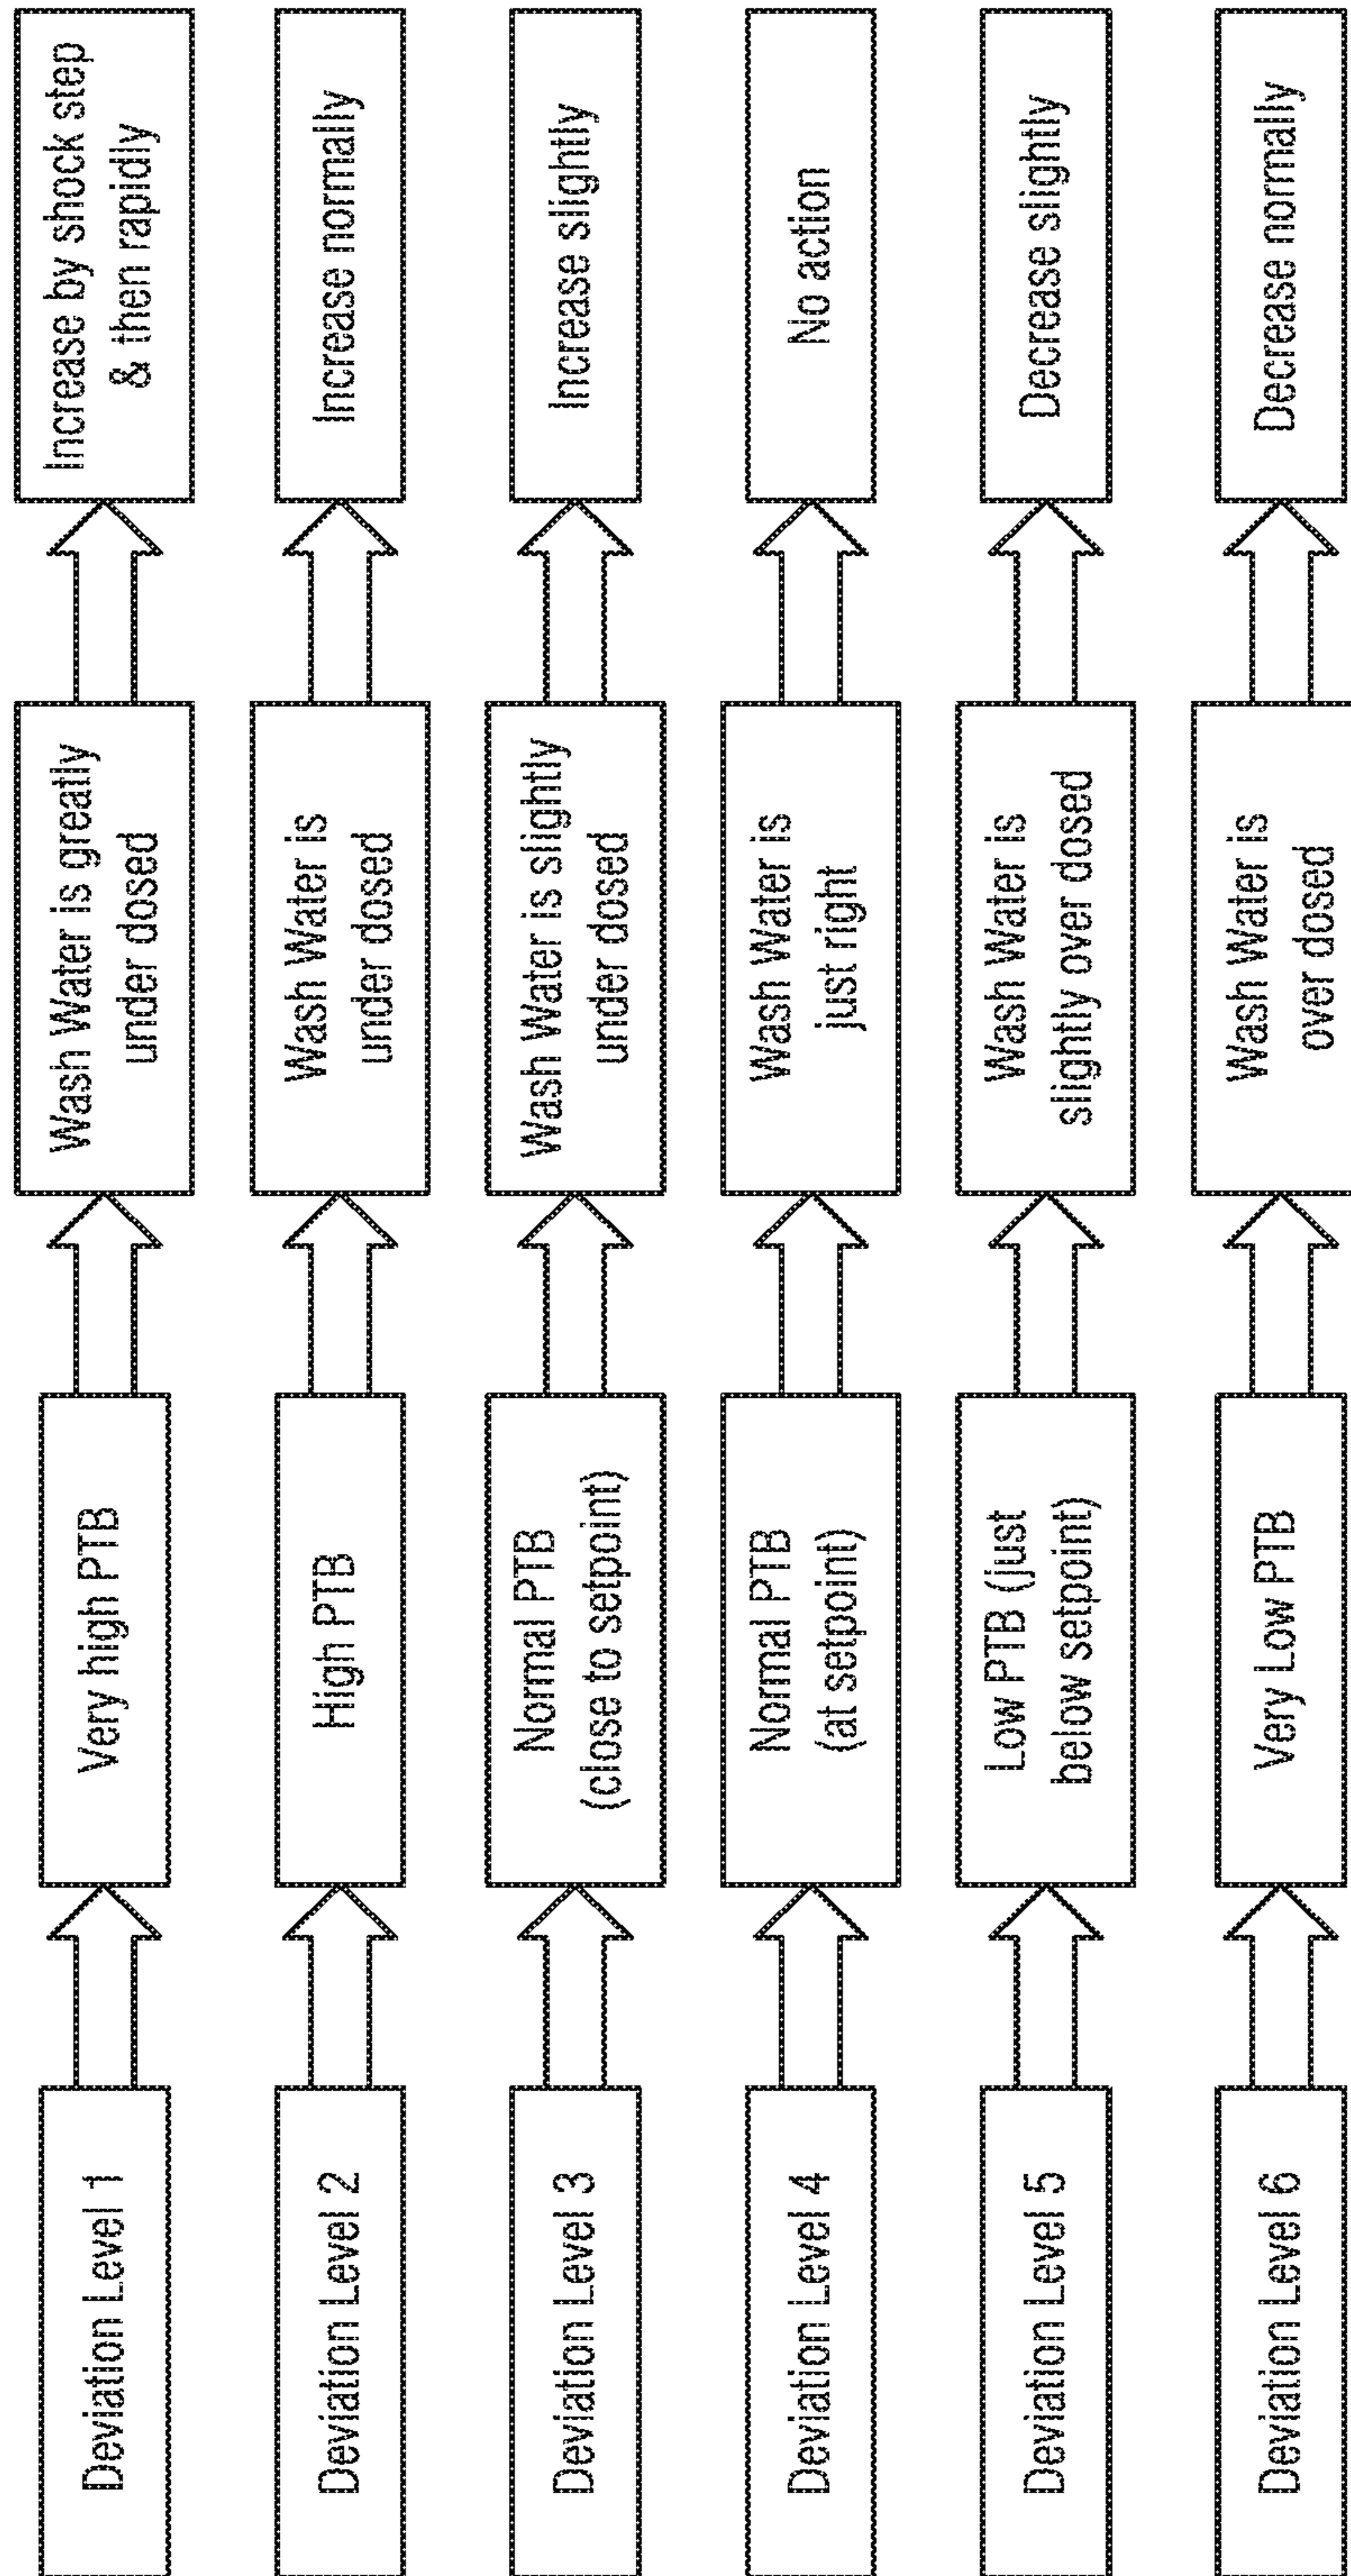 Deviation Level 1
Very high PTB
Wash Water is greatly
under dosed
Increase by shock step
& then rapidly
Deviation Level 2
High PTB
Wash Water is
under dosed
Increase normally
Deviation Level 3
Normal PTB
(close to setpoint)
Wash Water is slightly
under dosed
Increase slightly
Deviation Level 4
Normal PTB
(at setpoint)
Wash Water is
just right
No action
Deviation Level 5
Low PTB (just
below setpoint)
Wash Water is
slightly over dosed
Decrease slightly
Deviation Level 6
Very Low PTB
Wash Water is
over dosed
Decrease normally